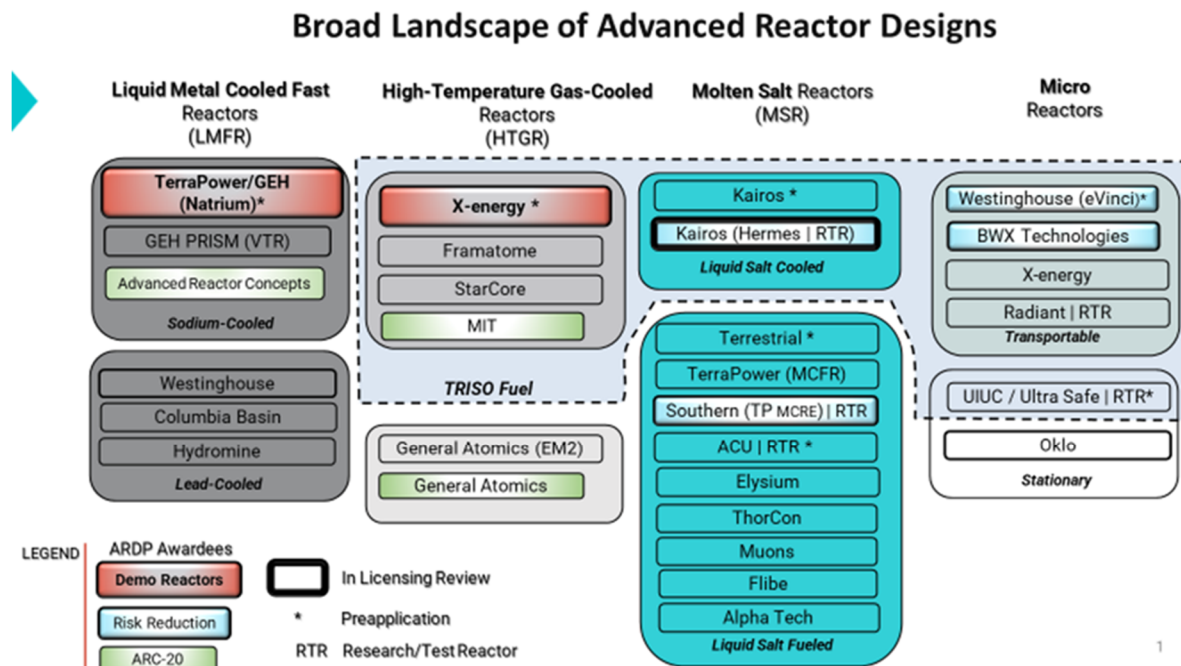 Broad Landscape of Advanced Reactor Designs
Liquid Metal Cooled Fast
Reactors
(LMFR)
TerraPower/GEH
(Natrium)*
GEH PRISM (VTR)
Advanced Reactor Concepts
Sodium-Cooled
Westinghouse
Columbia Basin
Hydromine
Lead-Cooled
High-Temperature Gas-Cooled
Reactors
(HTGR)
X-energy *
Framatome
StarCore
MIT
TRISO Fuel
General Atomics (EM2)
General Atomics
Molten Salt Reactors
(MSR)
Kairos *
Kairos (Hermes | RTR)
Liquid Salt Cooled
Terrestrial *
TerraPower (MCFR)
Southern (TP MCRE) | RTR
ACU | RTR *
Elysium
ThorCon
Muons
Flibe
Alpha Tech
Liquid Salt Fueled
Micro
Reactors
Westinghouse (eVinci)*
BWX Technologies
X-energy
Radiant | RTR
Transportable
UIUC / Ultra Safe | RTR*
Oklo
Stationary
LEGEND
ARDP Awardees
Demo Reactors
Risk Reduction
ARC-20
In Licensing Review
* Preapplication
RTR Research/Test Reactor
1